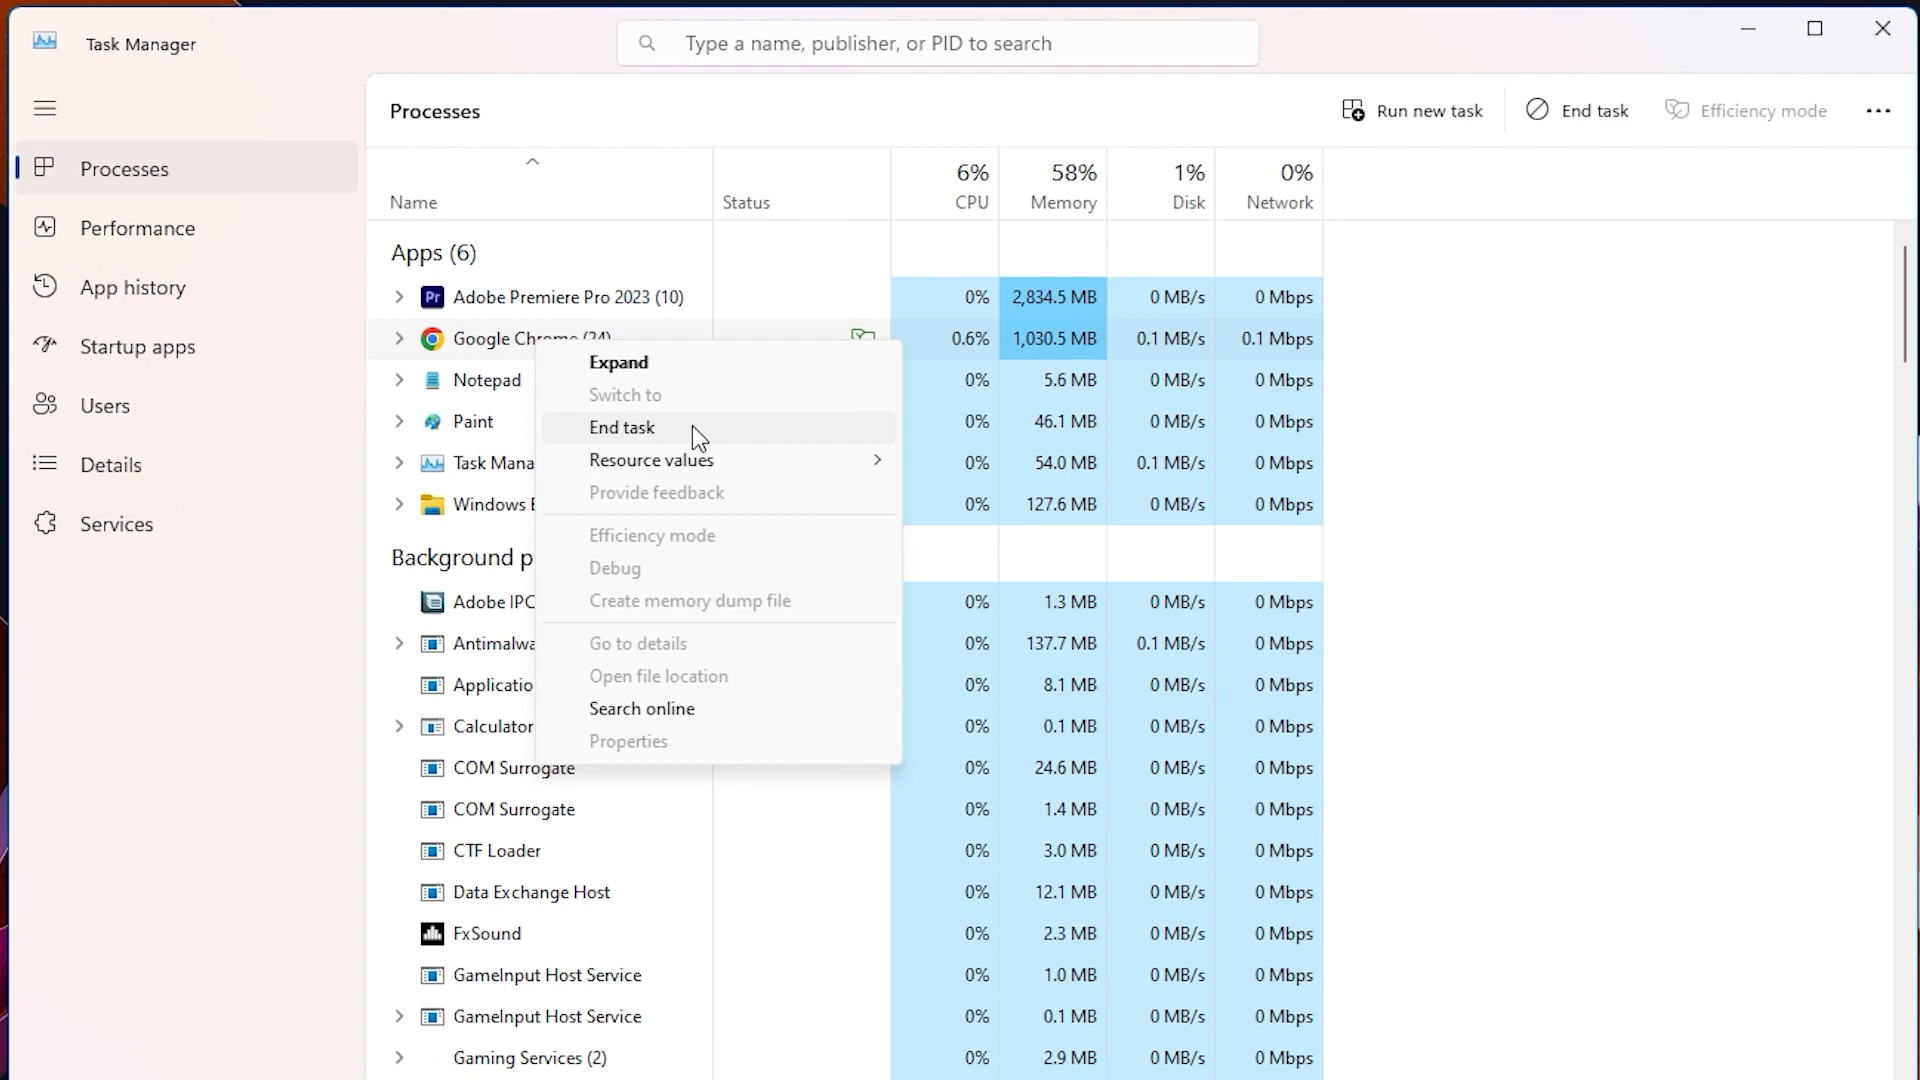 Task Manager
Type a name, publisher, or PID to search
Processes
Run new task
End task
Efficiency mode
Processes
Performance
App history
Startup apps
Users
Details
Services
Name Status 6% CPU 58% Memory 1% Disk 0% Network
Apps (6)
Pr Adobe Premiere Pro 2023 (10) 0% 2,834.5 MB 0 MB/s 0 Mbps
Google Chrome (24) 0.6% 1,030.5 MB 0.1 MB/s 0.1 Mbps
Notepad 0% 5.6 MB 0 MB/s 0 Mbps
Paint 0% 46.1 MB 0 MB/s 0 Mbps
Task Mana 0% 54.0 MB 0.1 MB/s 0 Mbps
Windows E 0% 127.6 MB 0 MB/s 0 Mbps
Background p
Adobe IPC 0% 1.3 MB 0 MB/s 0 Mbps
Antimalwa 0% 137.7 MB 0.1 MB/s 0 Mbps
Applicatio 0% 8.1 MB 0 MB/s 0 Mbps
Calculator 0% 0.1 MB 0 MB/s 0 Mbps
COM Surrogate 0% 24.6 MB 0 MB/s 0 Mbps
COM Surrogate 0% 1.4 MB 0 MB/s 0 Mbps
CTF Loader 0% 3.0 MB 0 MB/s 0 Mbps
Data Exchange Host 0% 12.1 MB 0 MB/s 0 Mbps
FxSound 0% 2.3 MB 0 MB/s 0 Mbps
GameInput Host Service 0% 1.0 MB 0 MB/s 0 Mbps
GameInput Host Service 0% 0.1 MB 0 MB/s 0 Mbps
Gaming Services (2) 0% 2.9 MB 0 MB/s 0 Mbps
Expand
Switch to
End task
Resource values
Provide feedback
Efficiency mode
Debug
Create memory dump file
Go to details
Open file location
Search online
Properties